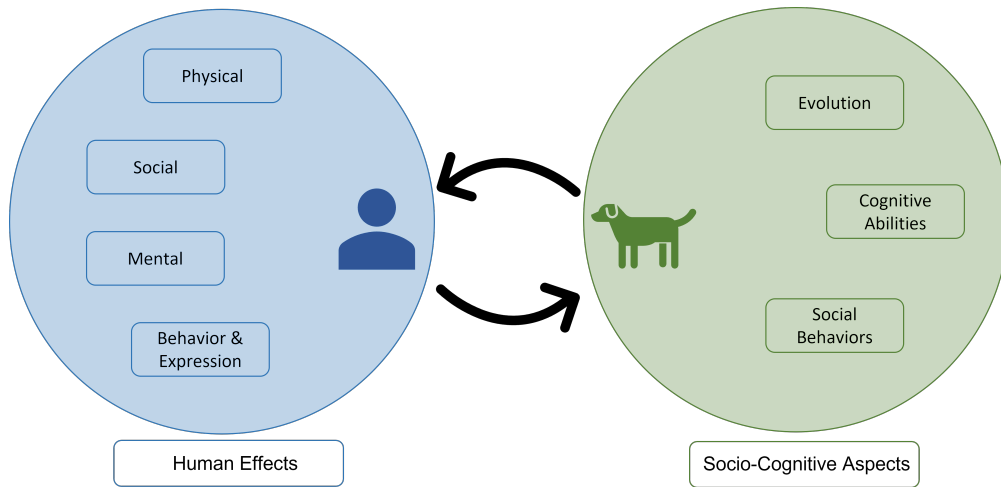 Physical
Social
Mental
Behavior &
Expression
Human Effects
Evolution
Cognitive
Abilities
Social
Behaviors
Socio-Cognitive Aspects